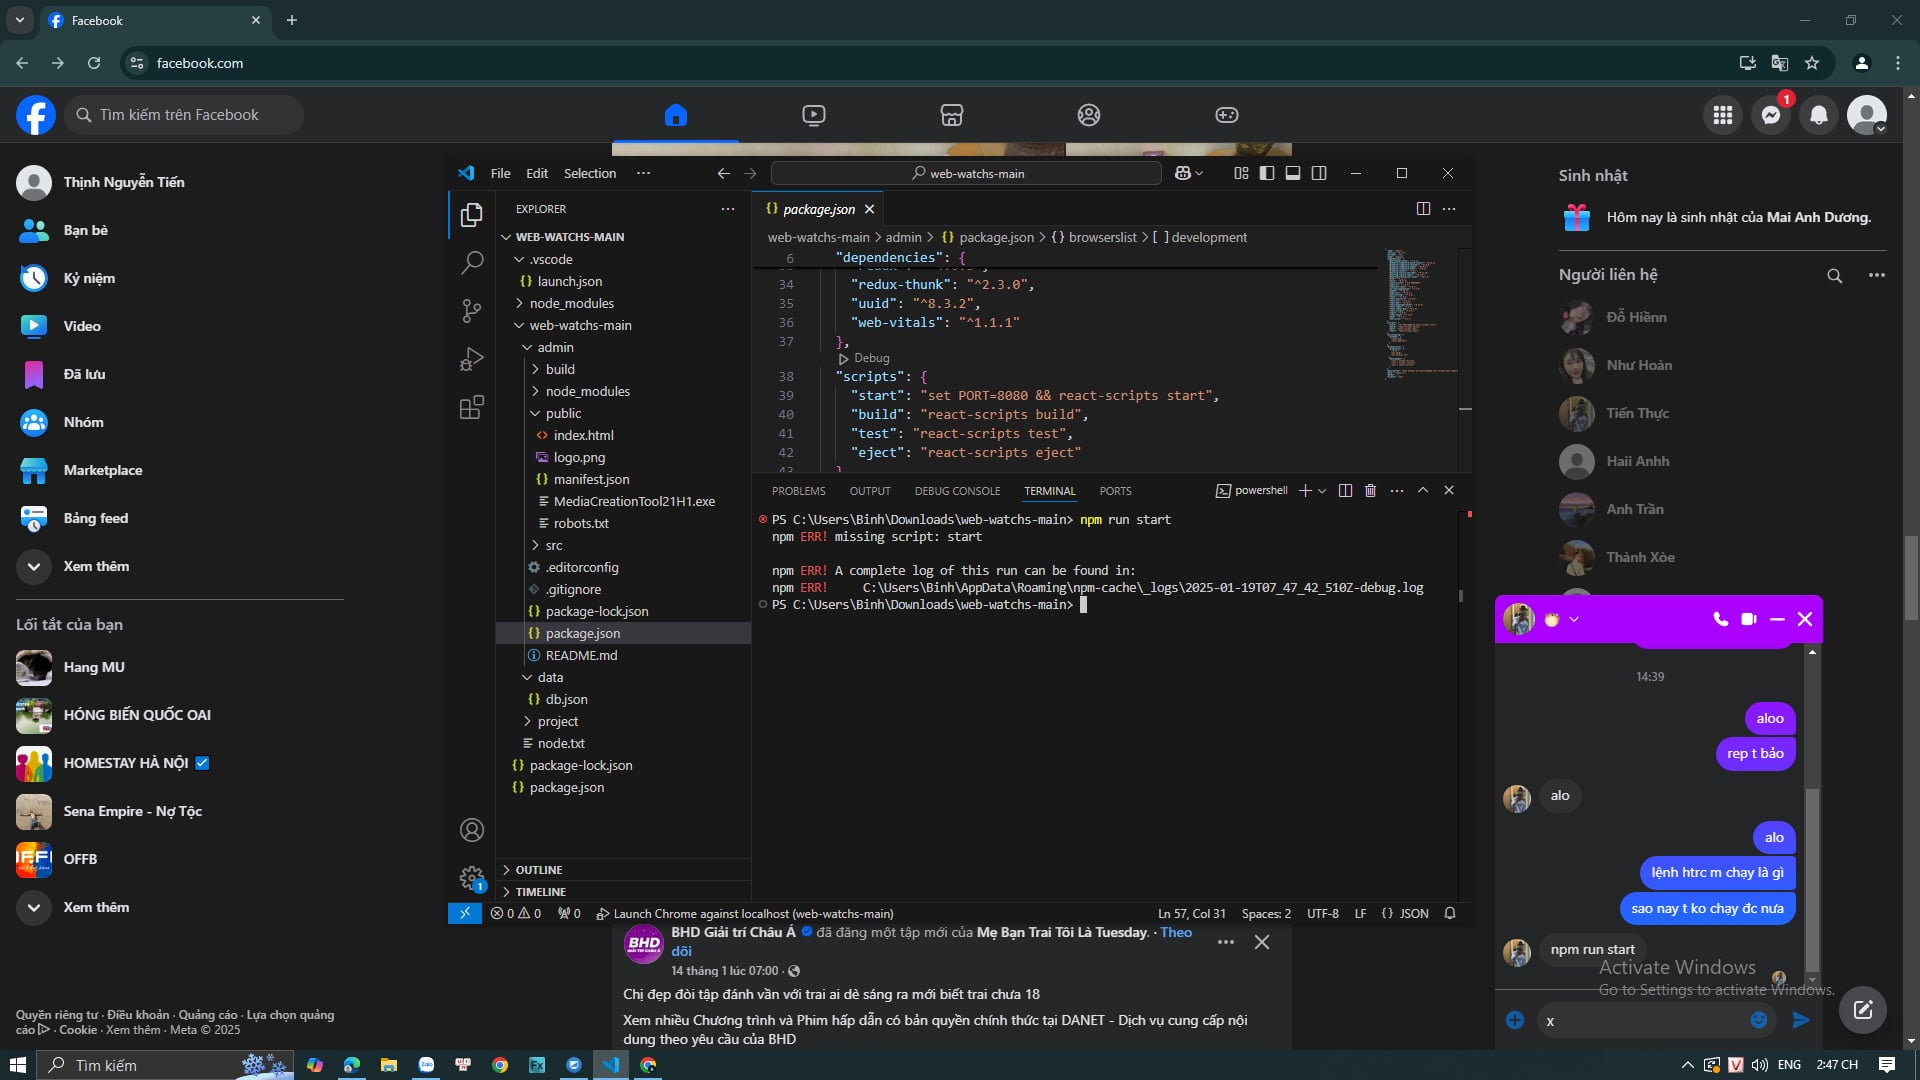 Facebook
facebook.com
Tìm kiếm trên Facebook
1
Thịnh Nguyễn Tiến
Bạn bè
Kỷ niệm
Video
Đã lưu
Nhóm
Marketplace
Bảng feed
Xem thêm
Lối tắt của bạn
Hang MU
HÓNG BIẾN QUỐC OAI
HOMESTAY HÀ NỘI
Sena Empire - Nợ Tộc
OFFB
Xem thêm
Quyền riêng tư · Điều khoản · Quảng cáo · Lựa chọn quảng
cáo · Cookie · Xem thêm · Meta © 2025
File Edit Selection ···
web-watchs-main
EXPLORER
WEB-WATCHS-MAIN
.vscode
launch.json
node_modules
web-watchs-main
admin
build
node_modules
public
index.html
logo.png
manifest.json
MediaCreationTool21H1.exe
robots.txt
src
.editorconfig
.gitignore
package-lock.json
package.json
README.md
data
db.json
project
node.txt
package-lock.json
package.json
OUTLINE
TIMELINE
1
package.json
web-watchs-main > admin > {} package.json > {} browserslist > [ ] development
6 "dependencies": {
34 "redux-thunk": "^2.3.0",
35 "uuid": "^8.3.2",
36 "web-vitals": "^1.1.1"
37 },
Debug
38 "scripts": {
39 "start": "set PORT=8080 && react-scripts start",
40 "build": "react-scripts build",
41 "test": "react-scripts test",
42 "eject": "react-scripts eject"
43 }
PROBLEMS OUTPUT DEBUG CONSOLE TERMINAL PORTS
powershell
PS C:\Users\Binh\Downloads\web-watchs-main> npm run start
npm ERR! missing script: start
npm ERR! A complete log of this run can be found in:
npm ERR! C:\Users\Binh\AppData\Roaming\npm-cache\_logs\2025-01-19T07_47_42_510Z-debug.log
PS C:\Users\Binh\Downloads\web-watchs-main>
0 0 0 Launch Chrome against localhost (web-watchs-main)
Ln 57, Col 31 Spaces: 2 UTF-8 LF {} JSON
BHD
GIẢI TRÍ CHÂU Á
BHD Giải trí Châu Á đã đăng một tập mới của Mẹ Bạn Trai Tôi Là Tuesday. · Theo
dõi
14 tháng 1 lúc 07:00 ·
Chị đẹp đòi tập đánh vần với trai ai dè sáng ra mới biết trai chưa 18
Xem nhiều Chương trình và Phim hấp dẫn có bản quyền chính thức tại DANET - Dịch vụ cung cấp nội
dung theo yêu cầu của BHD
Sinh nhật
Hôm nay là sinh nhật của Mai Anh Dương.
Người liên hệ
Đỗ Hiềnn
Như Hoàn
Tiến Thực
Haii Anhh
Anh Trần
Thành Xỏe
14:39
aloo
rep t bảo
alo
alo
lệnh htrc m chạy là gì
sao nay t ko chạy đc nưa
npm run start
x
Activate Windows
Go to Settings to activate Windows.
Tìm kiếm
Zalo
Fx
V
ENG
2:47 CH